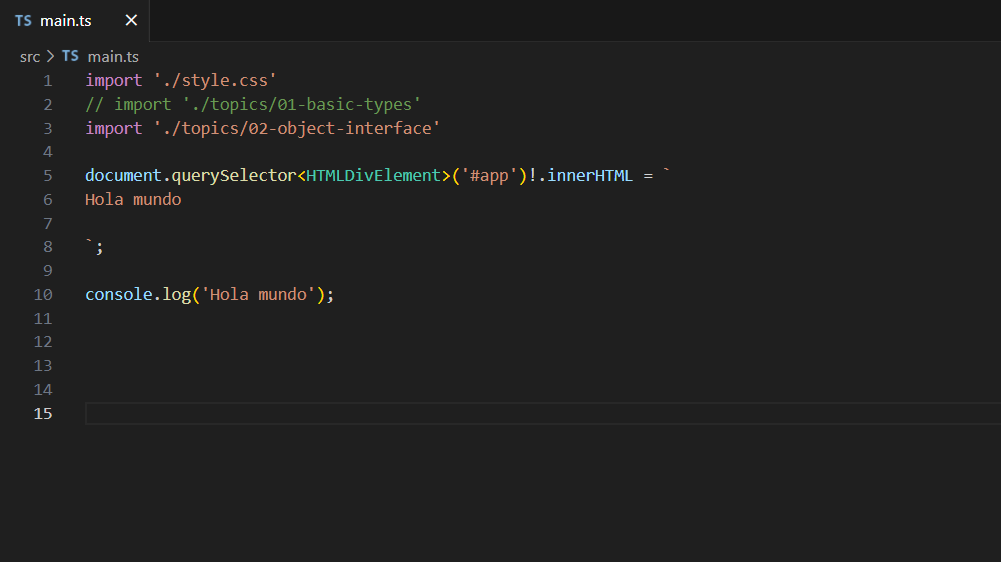 TS main.ts ×
src > TS main.ts
1 import './style.css'
2 // import './topics/01-basic-types'
3 import './topics/02-object-interface'
4
5 document.querySelector<HTMLDivElement>('#app')!.innerHTML = `
6 Hola mundo
7
8 `;
9
10 console.log('Hola mundo');
11
12
13
14
15